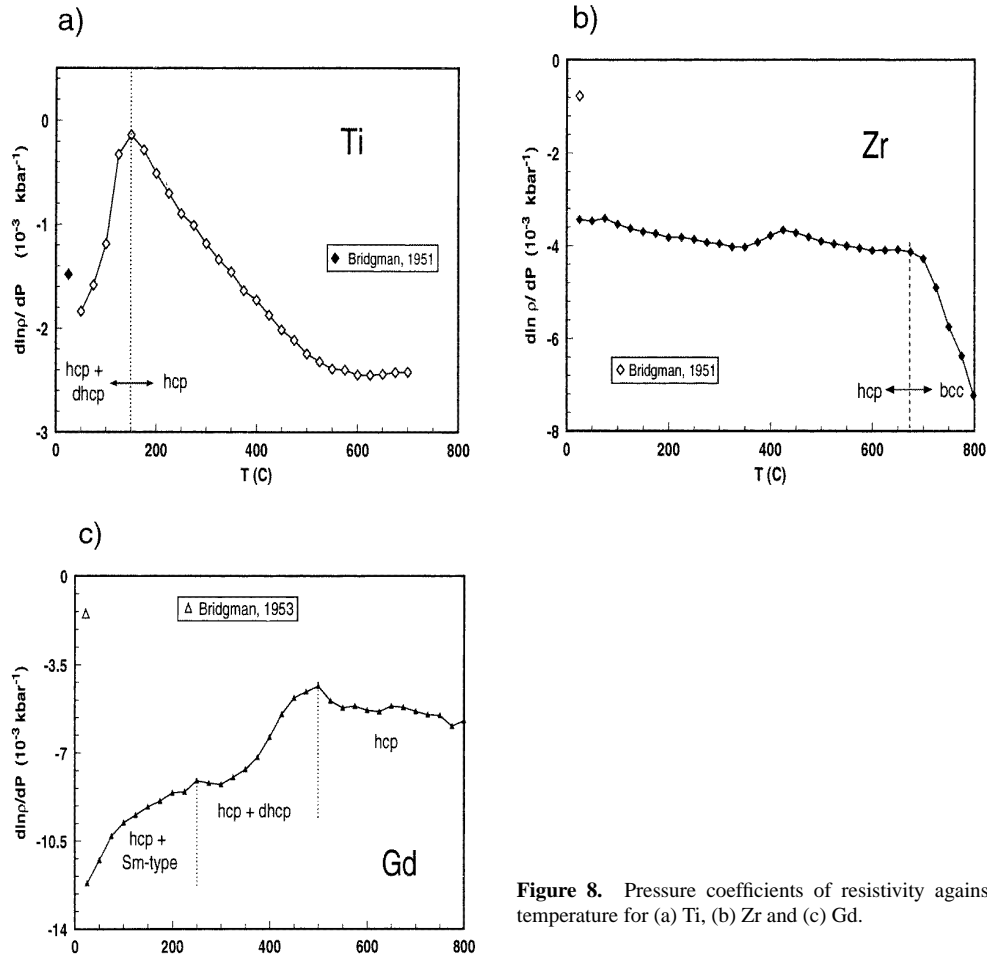 a)
0
-1
-2
-3
dlnρ/ dP (10⁻³ kbar⁻¹)
Ti
◆ Bridgman, 1951
hcp +
dhcp
hcp
0 200 400 600 800
T (C)
b)
0
-2
-4
-6
-8
dln ρ/ dP (10⁻³ kbar⁻¹)
Zr
◇ Bridgman, 1951
hcp
bcc
0 200 400 600 800
T (C)
c)
0
-3.5
-7
-10.5
-14
dlnρ/dP (10⁻³ kbar⁻¹)
Δ Bridgman, 1953
hcp
hcp + dhcp
hcp +
Sm-type
Gd
0 200 400 600 800
Figure 8. Pressure coefficients of resistivity agains
temperature for (a) Ti, (b) Zr and (c) Gd.